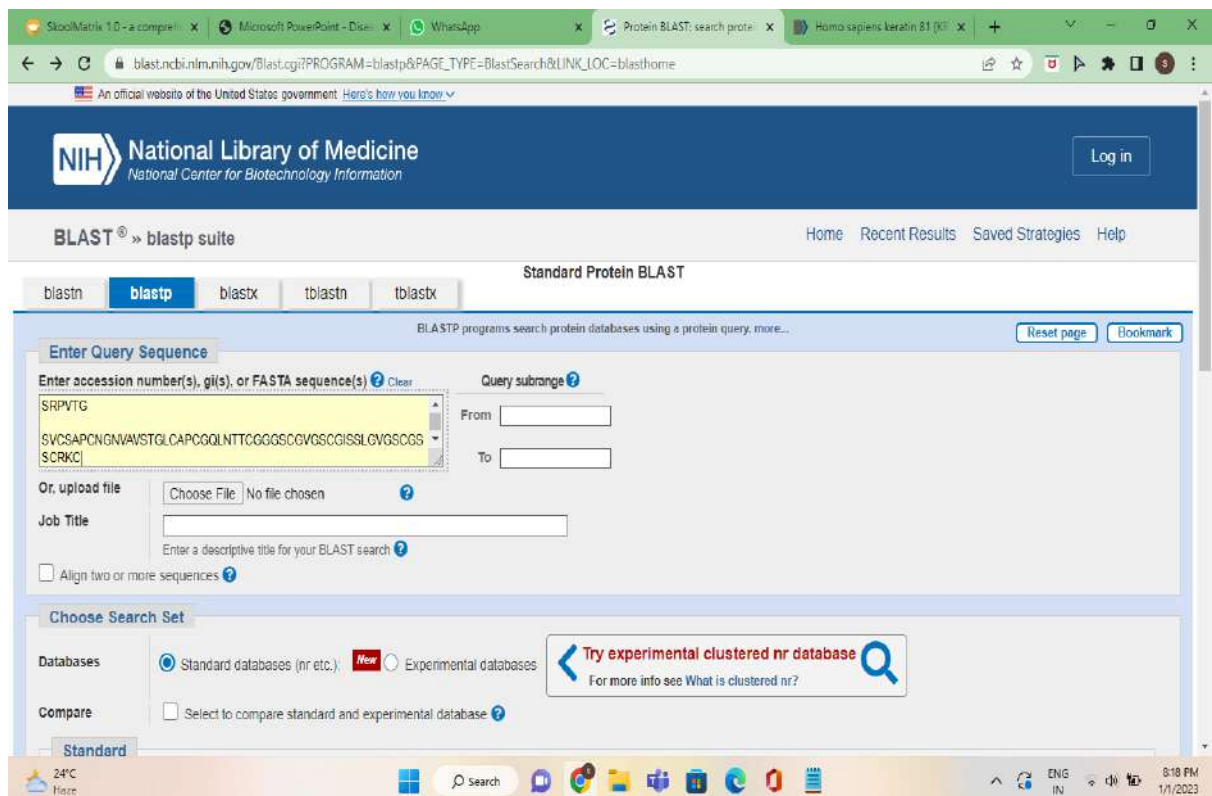 SkoolMatrix 1.0 - a compreh
Microsoft PowerPoint - Dise
WhatsApp
Protein BLAST: search prote
Homo sapiens keratin 81 (KR
blast.ncbi.nlm.nih.gov/Blast.cgi?PROGRAM=blastp&PAGE_TYPE=BlastSearch&LINK_LOC=blasthome
An official website of the United States government Here's how you know
NIH National Library of Medicine
National Center for Biotechnology Information
Log in
BLAST ® » blastp suite
Home Recent Results Saved Strategies Help
Standard Protein BLAST
blastn blastp blastx tblastn tblastx
BLASTP programs search protein databases using a protein query. more...
Reset page Bookmark
Enter Query Sequence
Enter accession number(s), gi(s), or FASTA sequence(s) Clear
Query subrange
SRPVTG
SVCSAPCNGNVAVSTGLCAPCGQLNTTCGGGSCGVGSCGISSLGVGSCGS
SCRKC
From
To
Or, upload file
Choose File No file chosen
Job Title
Enter a descriptive title for your BLAST search
Align two or more sequences
Choose Search Set
Databases
Standard databases (nr etc.): New Experimental databases
Try experimental clustered nr database
For more info see What is clustered nr?
Compare
Select to compare standard and experimental database
Standard
24°C
Haze
Search
ENG
IN
8:18 PM
1/1/2023